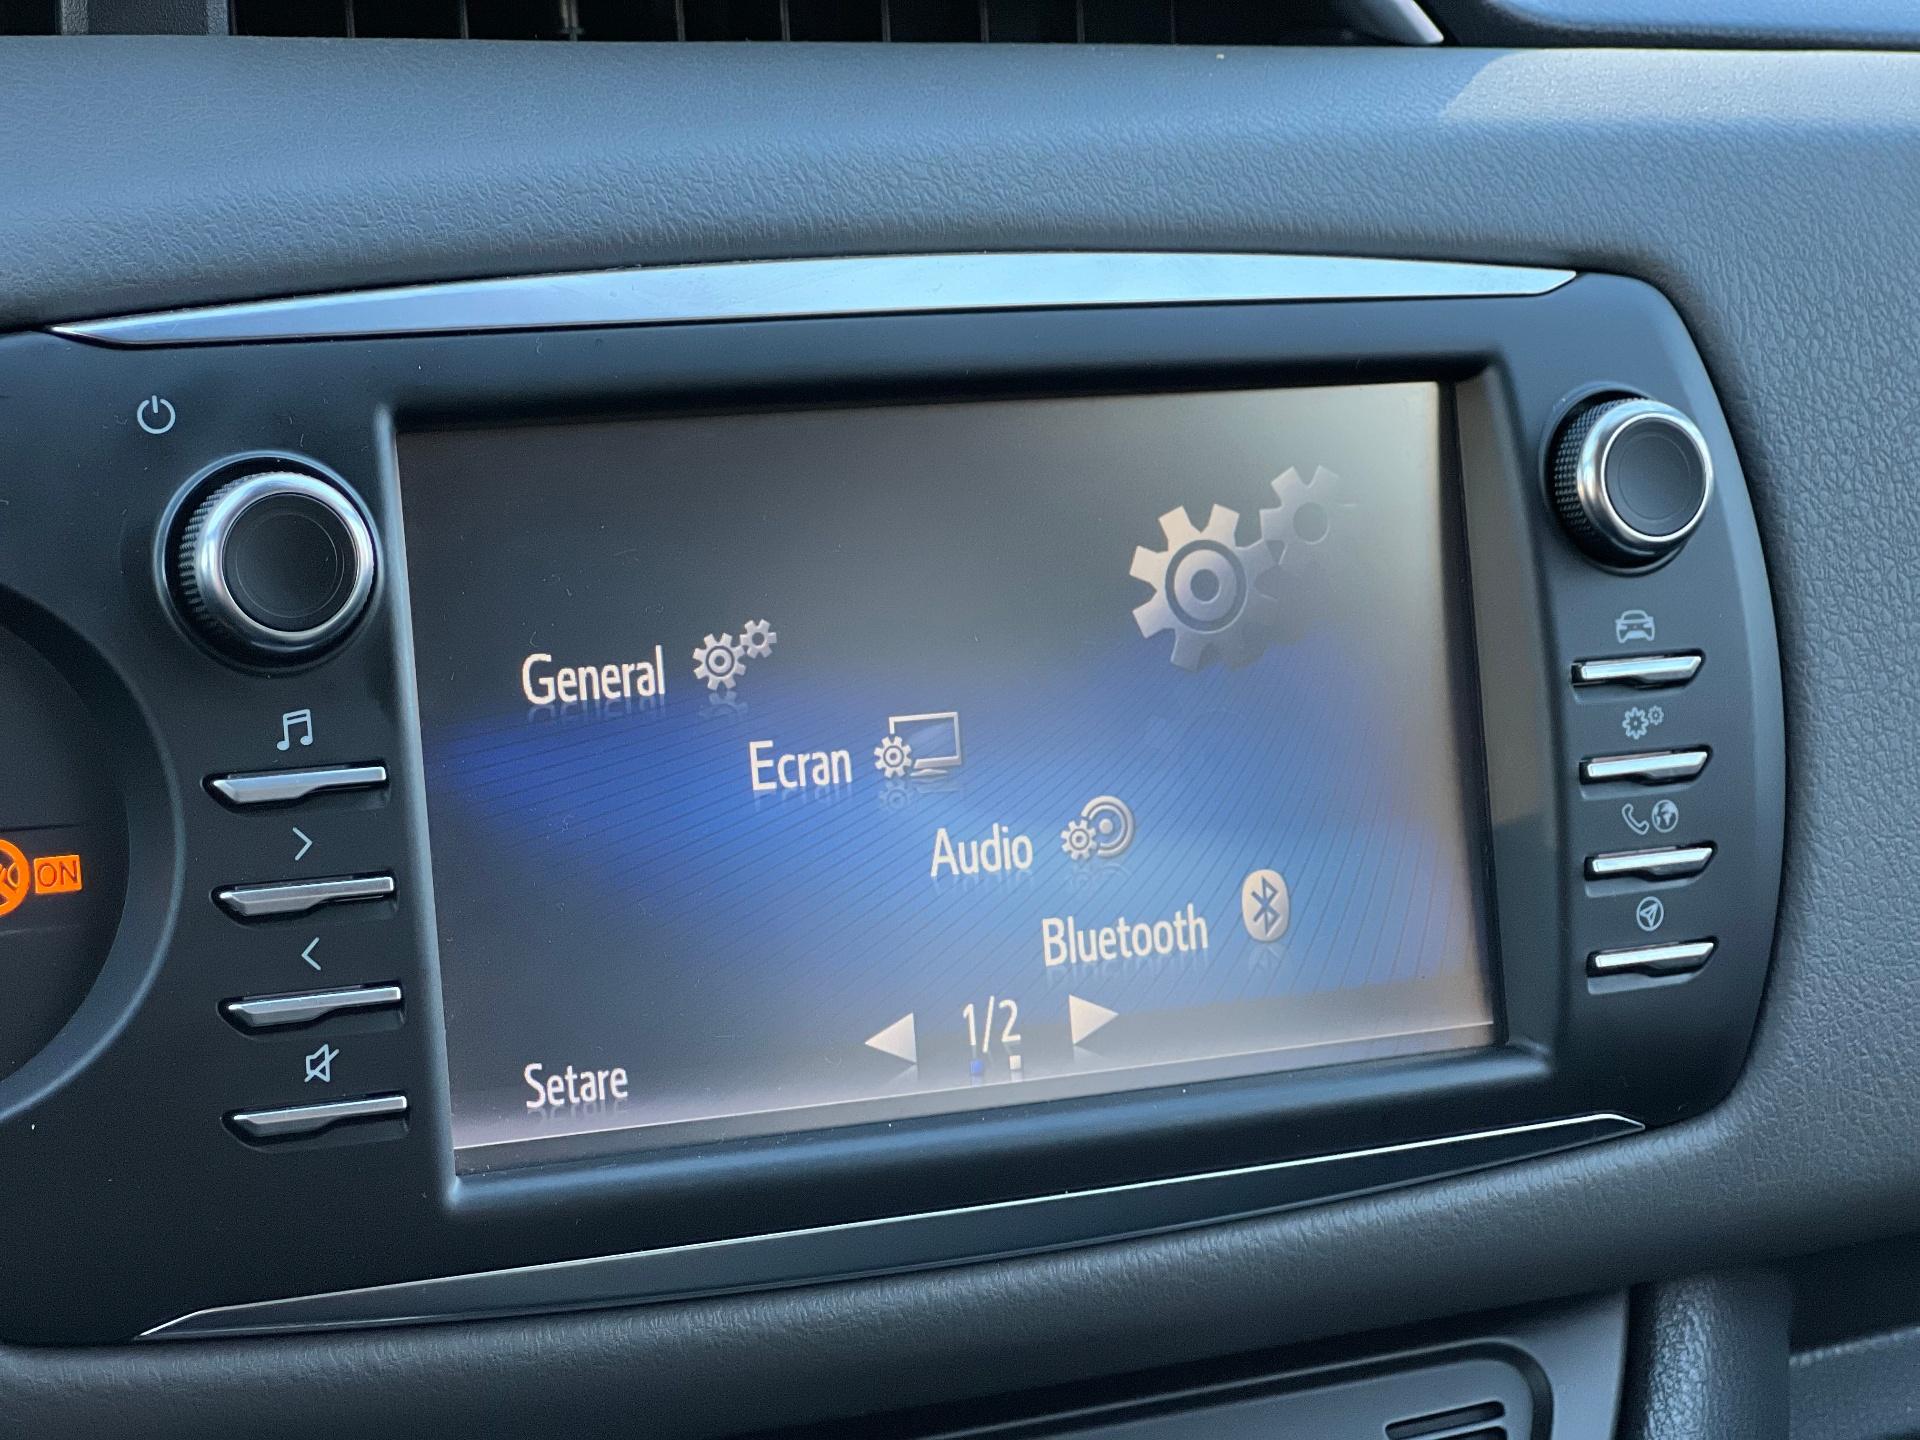 General
Ecran
Audio
Bluetooth
1/2
Setare
ON